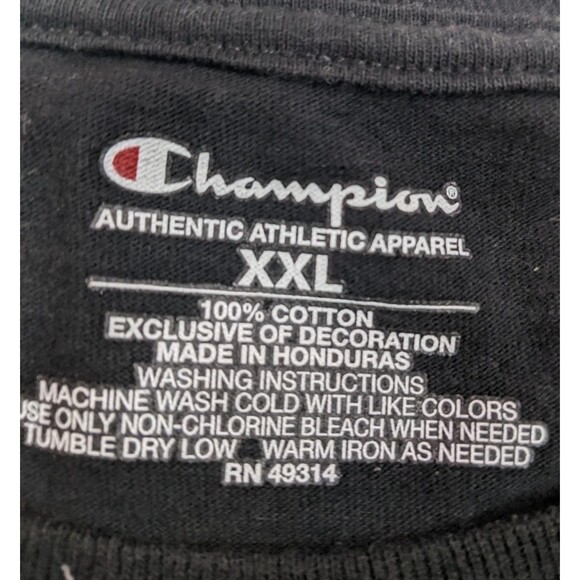 Champion®
AUTHENTIC ATHLETIC APPAREL
XXL
100% COTTON
EXCLUSIVE OF DECORATION
MADE IN HONDURAS
WASHING INSTRUCTIONS
MACHINE WASH COLD WITH LIKE COLORS
USE ONLY NON-CHLORINE BLEACH WHEN NEEDED
TUMBLE DRY LOW WARM IRON AS NEEDED
RN 49314